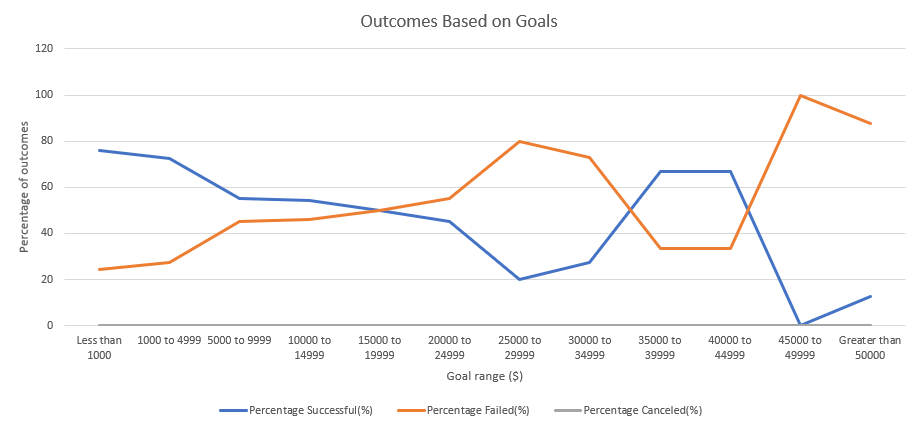 Outcomes Based on Goals
120
100
80
60
40
20
0
Percentage of outcomes
Less than
1000
1000 to 4999
5000 to 9999
10000 to
14999
15000 to
19999
20000 to
24999
25000 to
29999
30000 to
34999
35000 to
39999
40000 to
44999
45000 to
49999
Greater than
50000
Goal range ($)
Percentage Successful(%)
Percentage Failed(%)
Percentage Canceled(%)